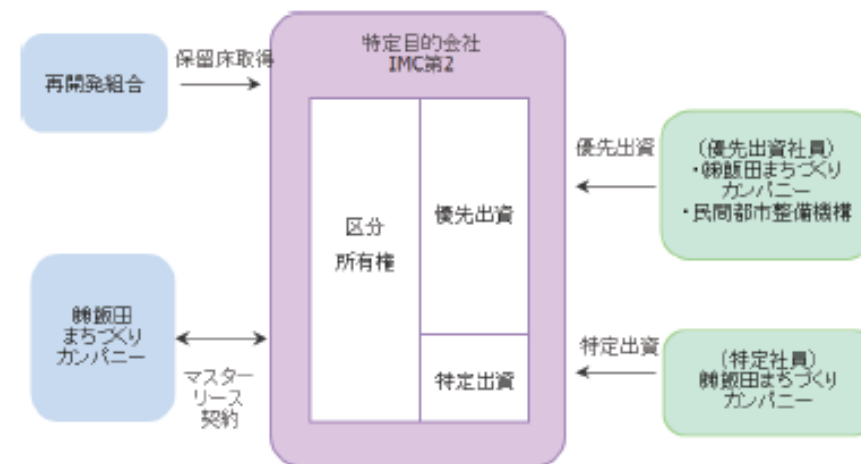 再開発組合
保留床取得
特定目的会社
IMC第2
区分
所有権
優先出資
特定出資
優先出資
(優先出資社員)
・㈱飯田まちづくり
カンパニー
・民間都市整備機構
㈱飯田
まちづくり
カンパニー
マスター
リース
契約
特定出資
(特定社員)
㈱飯田まちづくり
カンパニー